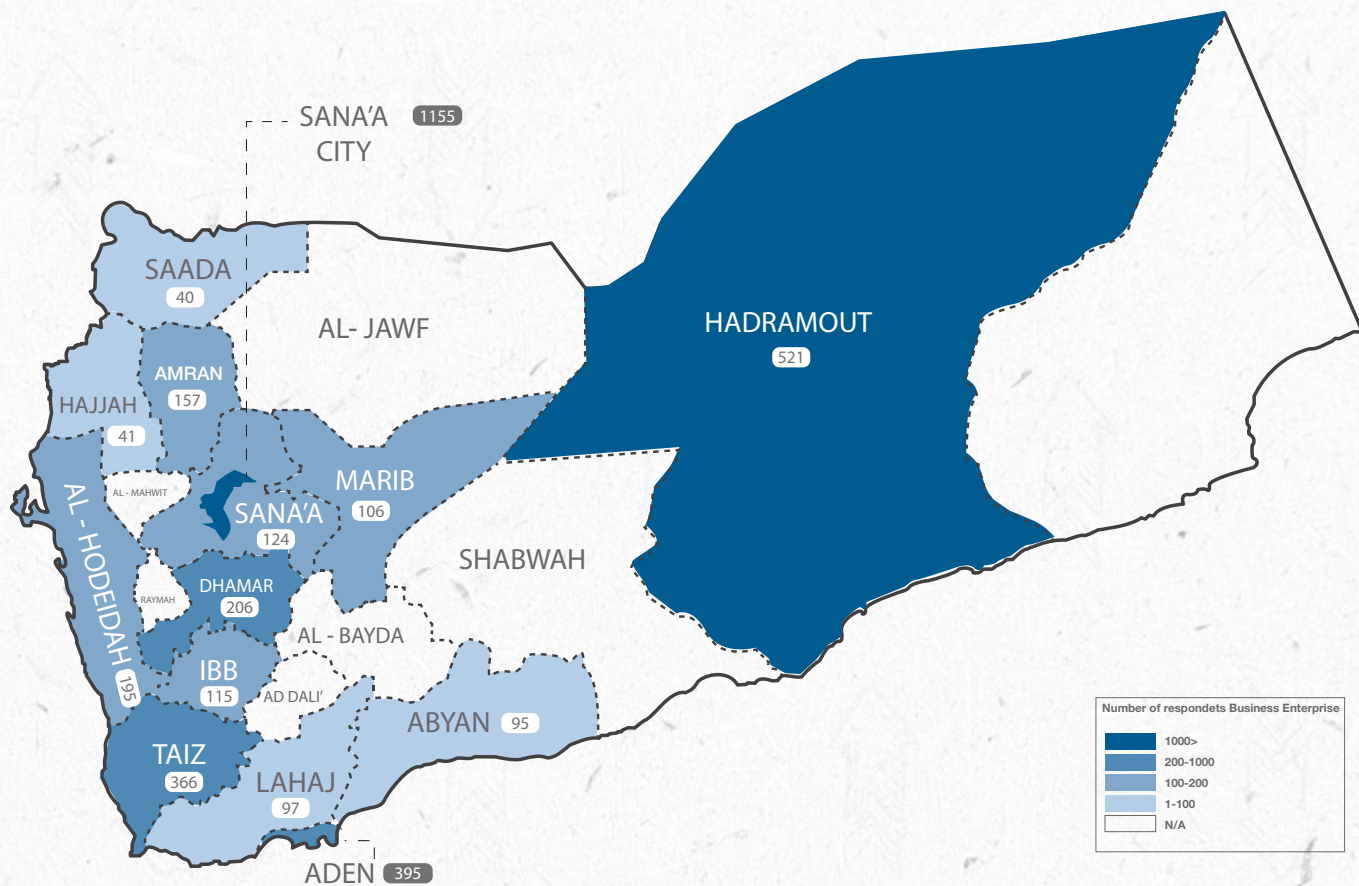 SANA'A 1155
CITY
SAADA
40
AL- JAWF
HADRAMOUT
521
AMRAN
157
HAJJAH
41
MARIB
106
AL - MAHWIT
SANA'A
124
AL - HODEIDAH 195
SHABWAH
DHAMAR
206
RAYMAH
AL - BAYDA
IBB
115
AD DALI'
ABYAN 95
TAIZ
366
LAHAJ
97
ADEN 395
Number of respondets Business Enterprise
1000>
200-1000
100-200
1-100
N/A